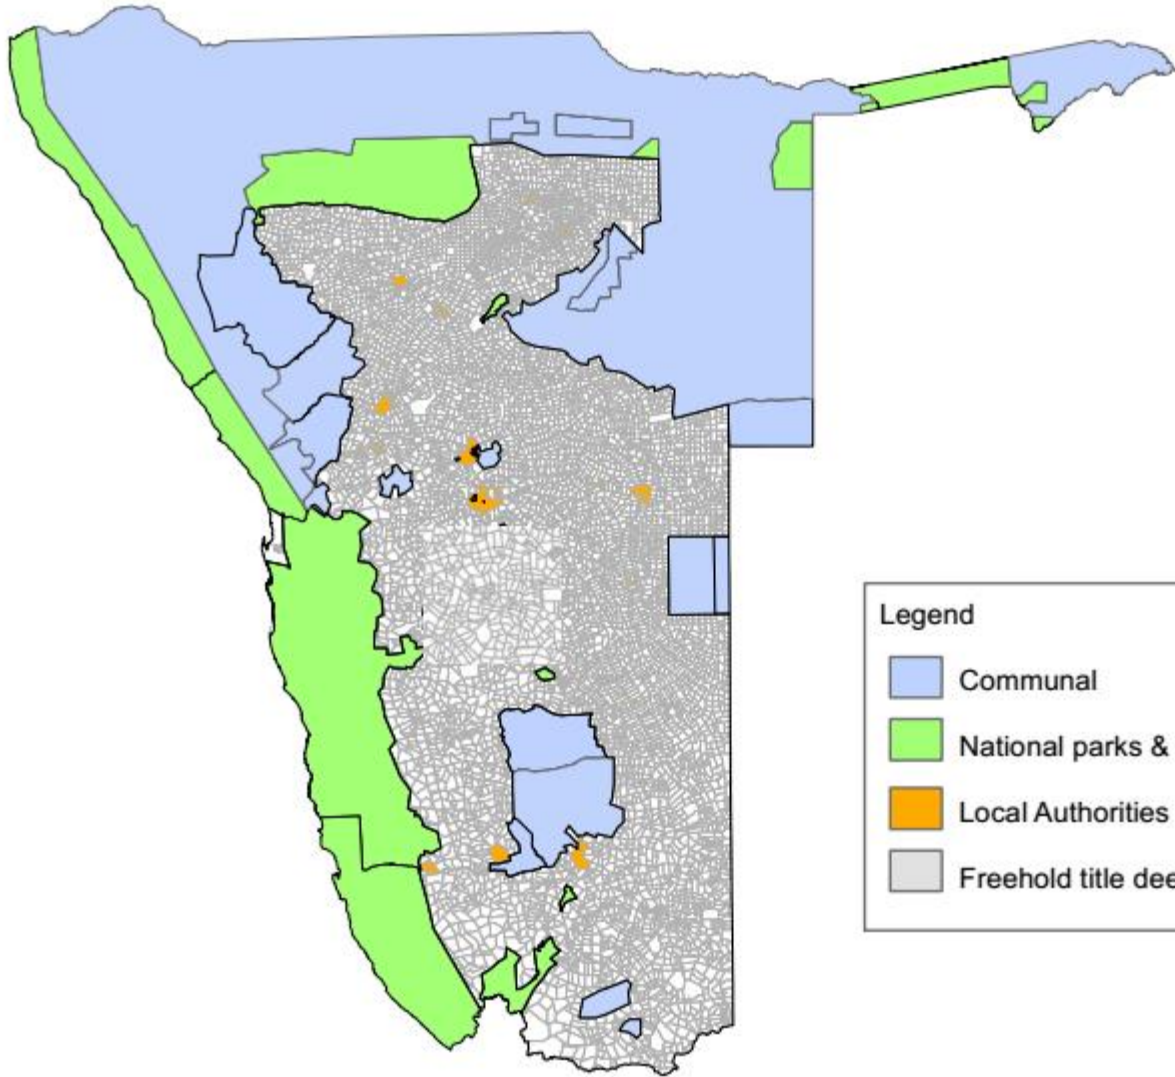 Legend
Communal
National parks &
Local Authorities
Freehold title dee